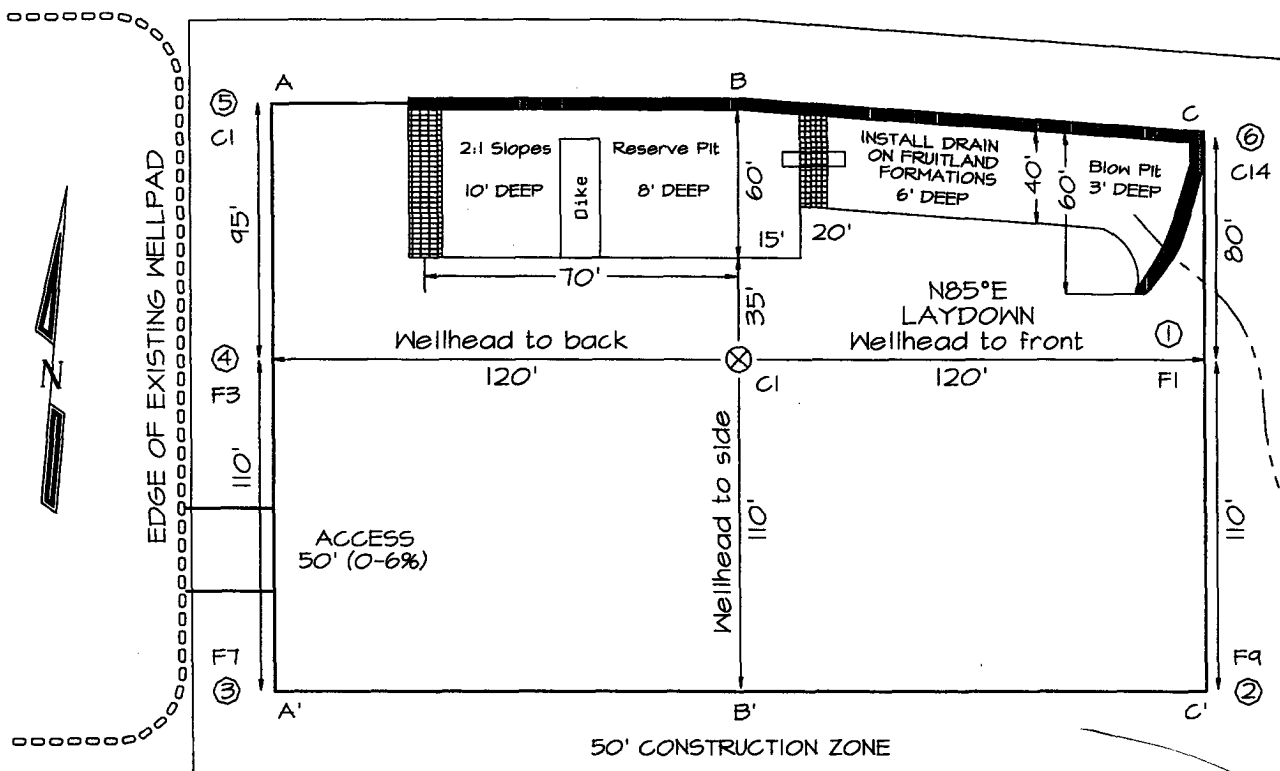 A
B
C
⑤
C1
⑥
C14
2:1 Slopes
10' DEEP
Dike
Reserve Pit
8' DEEP
60'
15'
20'
INSTALL DRAIN
ON FRUITLAND
FORMATIONS
6' DEEP
40'
60'
Blow Pit
3' DEEP
95'
80'
70'
35'
N85°E
LAYDOWN
Wellhead to back
Wellhead to front
①
④
F3
120'
C1
120'
F1
N
EDGE OF EXISTING WELLPAD
110'
Wellhead to side
110'
110'
ACCESS
50' (0-6%)
F7
③
F9
②
A'
B'
C'
50' CONSTRUCTION ZONE